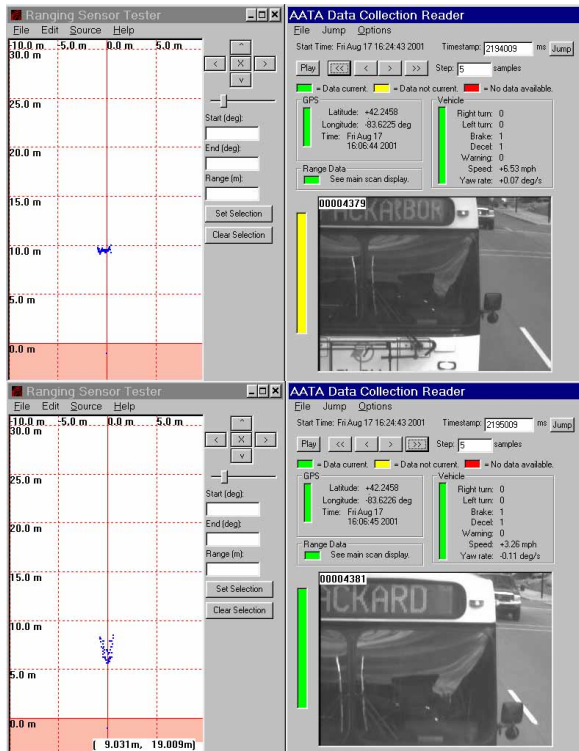 Ranging Sensor Tester
File Edit Source Help
-10.0 m -5.0 m 0.0 m 5.0 m
30.0 m
25.0 m
20.0 m
15.0 m
10.0 m
5.0 m
0.0 m
^
< X >
v
Start (deg):
End (deg):
Range (m):
Set Selection
Clear Selection
AATA Data Collection Reader
File Jump Options
Start Time: Fri Aug 17 16:24:43 2001 Timestamp: 2194009 ms Jump
Play << < > >> Step: 5 samples
= Data current. = Data not current. = No data available.
GPS
Latitude: +42.2458
Longitude: -83.6225 deg
Time: Fri Aug 17
16:06:44 2001
Range Data
See main scan display.
Vehicle
Right turn: 0
Left turn: 0
Brake: 1
Decel: 1
Warning: 0
Speed: +6.53 mph
Yaw rate: +0.07 deg/s
00004379
Ranging Sensor Tester
File Edit Source Help
-10.0 m -5.0 m 0.0 m 5.0 m
30.0 m
25.0 m
20.0 m
15.0 m
10.0 m
5.0 m
0.0 m
( 9.031m, 19.009m)
^
< X >
v
Start (deg):
End (deg):
Range (m):
Set Selection
Clear Selection
AATA Data Collection Reader
File Jump Options
Start Time: Fri Aug 17 16:24:43 2001 Timestamp: 2195009 ms Jump
Play << < > >> Step: 5 samples
= Data current. = Data not current. = No data available.
GPS
Latitude: +42.2458
Longitude: -83.6226 deg
Time: Fri Aug 17
16:06:45 2001
Range Data
See main scan display.
Vehicle
Right turn: 0
Left turn: 0
Brake: 1
Decel: 1
Warning: 0
Speed: +3.26 mph
Yaw rate: -0.11 deg/s
00004381
ACKARD